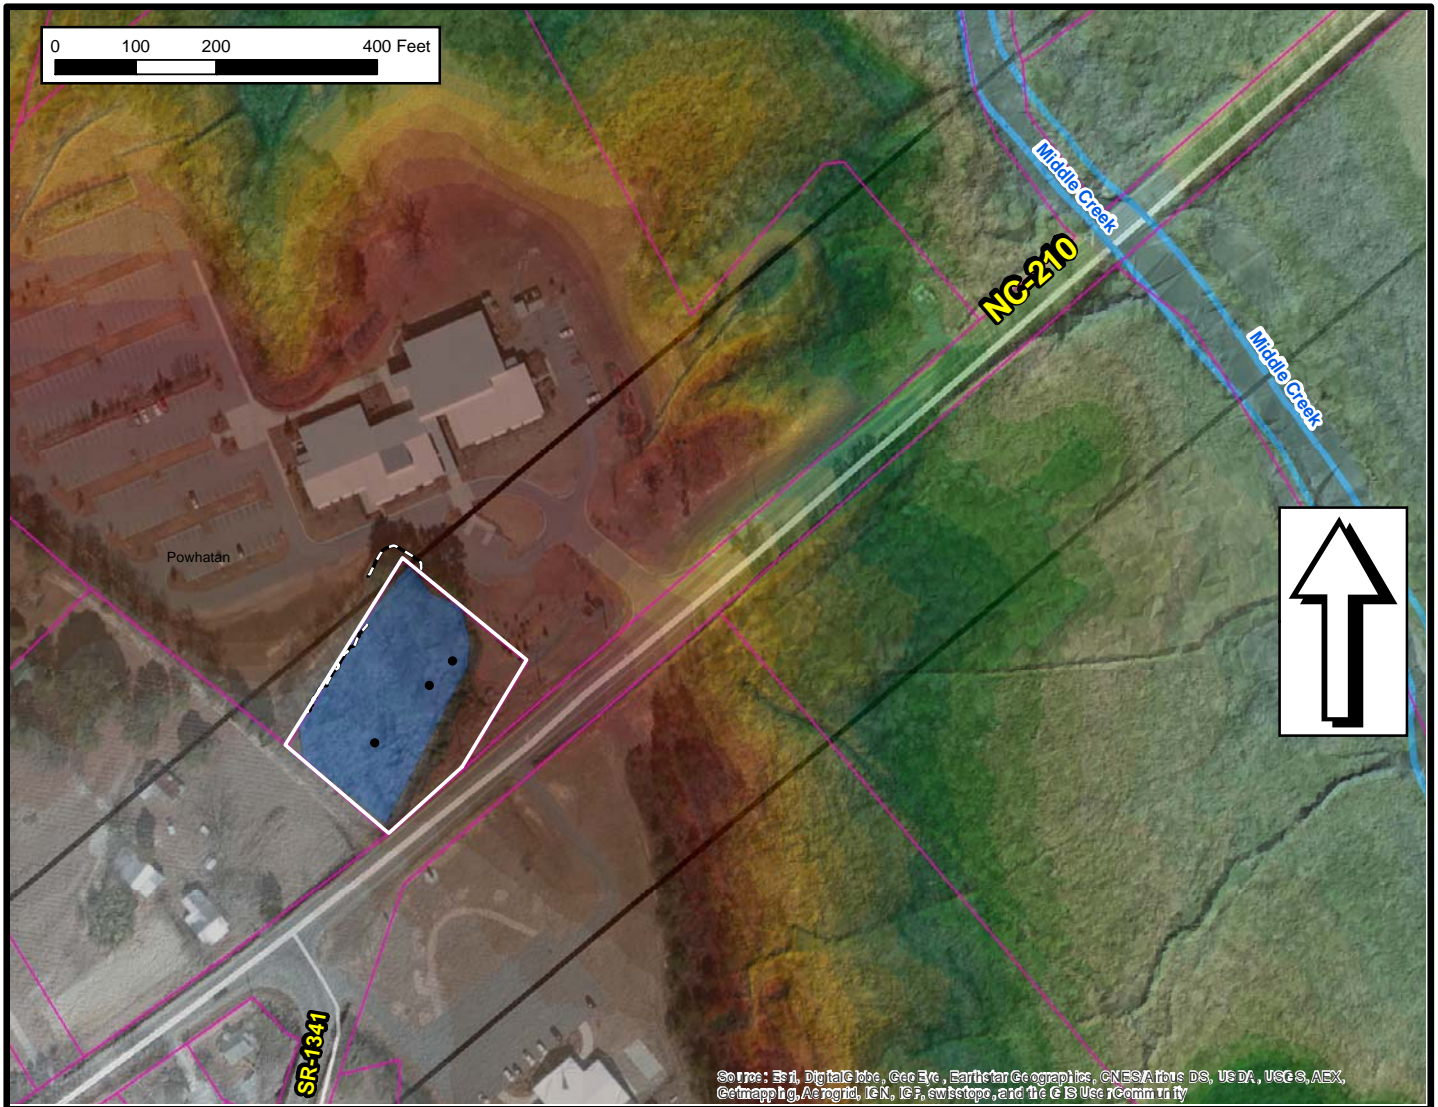 0 100 200 400 Feet
Middle Creek
NC-210
Middle Creek
Powhatan
SR-1341
Source: Esri, DigitalGlobe, GeoEye, Earthstar Geographics, CNES/Airbus DS, USDA, USGS, AEX,
Getmapping, Aerogrid, IGN, IGP, swisstopo, and the GIS User Community